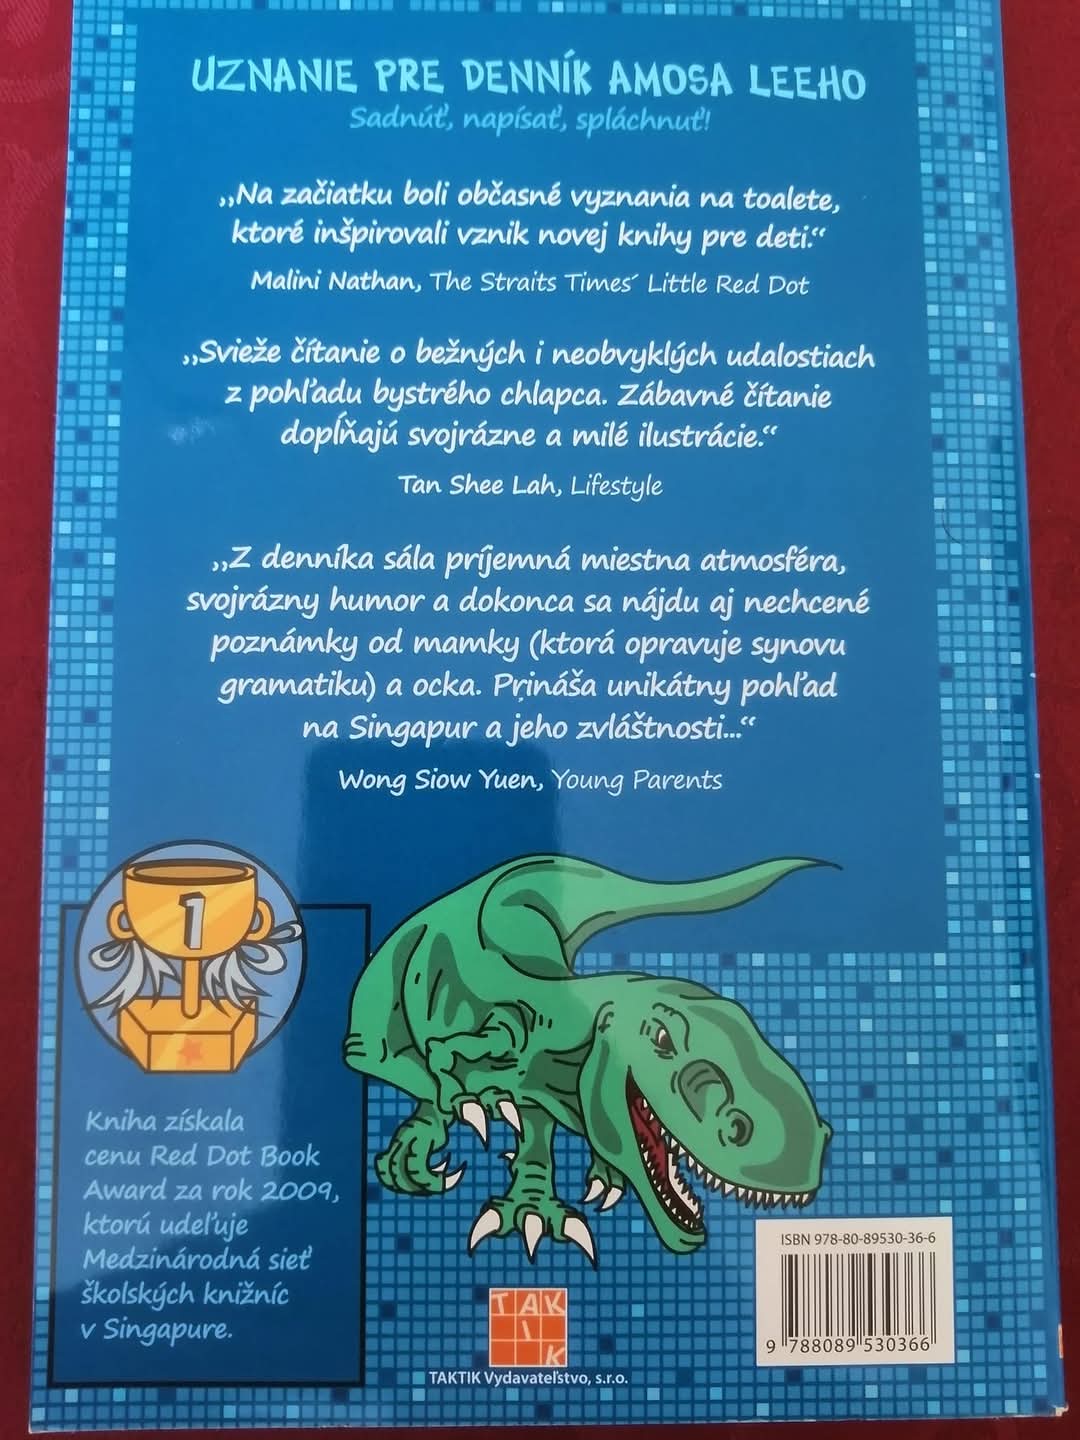 UZNANIE PRE DENNÍK AMOSA LEEHO
Sadnúť, napísať, spláchnuť!
„Na začiatku boli občasné vyznania na toalete,
ktoré inšpirovali vznik novej knihy pre deti.“
Malini Nathan, The Straits Times´ Little Red Dot
„Svieže čítanie o bežných i neobvyklých udalostiach
z pohľadu bystrého chlapca. Zábavné čítanie
dopĺňajú svojrázne a milé ilustrácie.“
Tan Shee Lah, Lifestyle
„Z denníka sála príjemná miestna atmosféra,
svojrázny humor a dokonca sa nájdu aj nechcené
poznámky od mamky (ktorá opravuje synovu
gramatiku) a ocka. Prináša unikátny pohľad
na Singapur a jeho zvláštnosti...“
Wong Siow Yuen, Young Parents
1
Kniha získala
cenu Red Dot Book
Award za rok 2009,
ktorú udeľuje
Medzinárodná sieť
školských knižníc
v Singapure.
TAK
I
K
TAKTIK Vydavateľstvo, s.r.o.
ISBN 978-80-89530-36-6
9 788089 530366